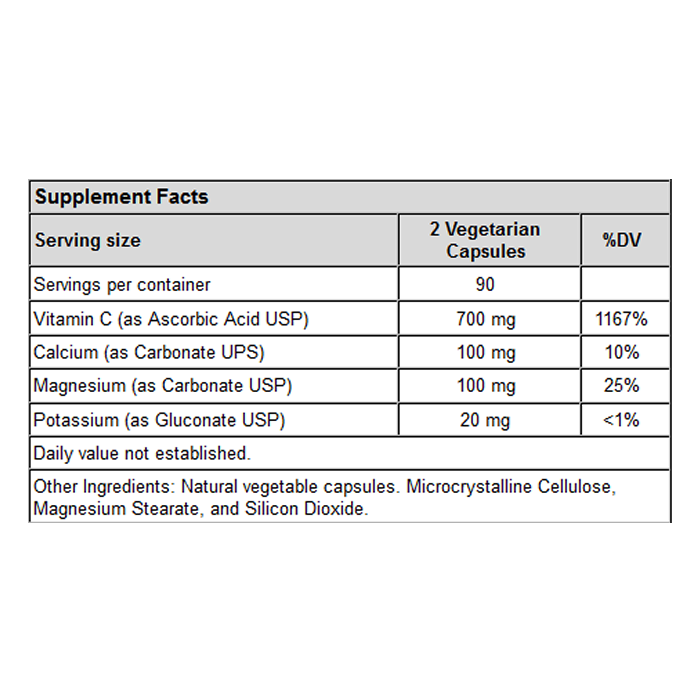 Supplement Facts
Serving size 2 Vegetarian Capsules %DV
Servings per container 90
Vitamin C (as Ascorbic Acid USP) 700 mg 1167%
Calcium (as Carbonate UPS) 100 mg 10%
Magnesium (as Carbonate USP) 100 mg 25%
Potassium (as Gluconate USP) 20 mg <1%
Daily value not established.
Other Ingredients: Natural vegetable capsules. Microcrystalline Cellulose,
Magnesium Stearate, and Silicon Dioxide.